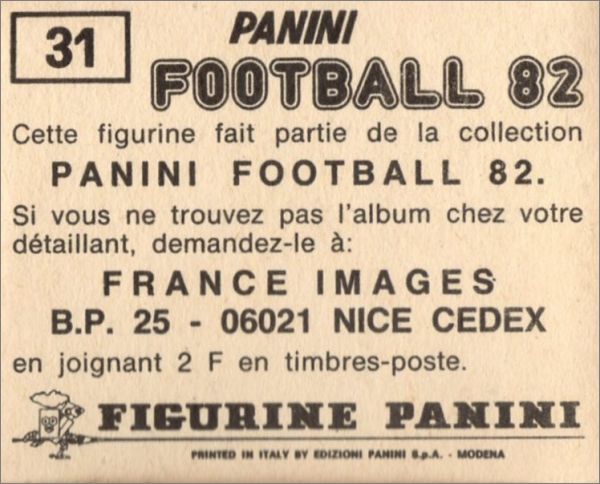 31
PANINI
FOOTBALL 82
Cette figurine fait partie de la collection
PANINI FOOTBALL 82.
Si vous ne trouvez pas l'album chez votre
détaillant, demandez-le à:
FRANCE IMAGES
B.P. 25 - 06021 NICE CEDEX
en joignant 2 F en timbres-poste.
FIGURINE PANINI
PRINTED IN ITALY BY EDIZIONI PANINI S.p.A. - MODENA